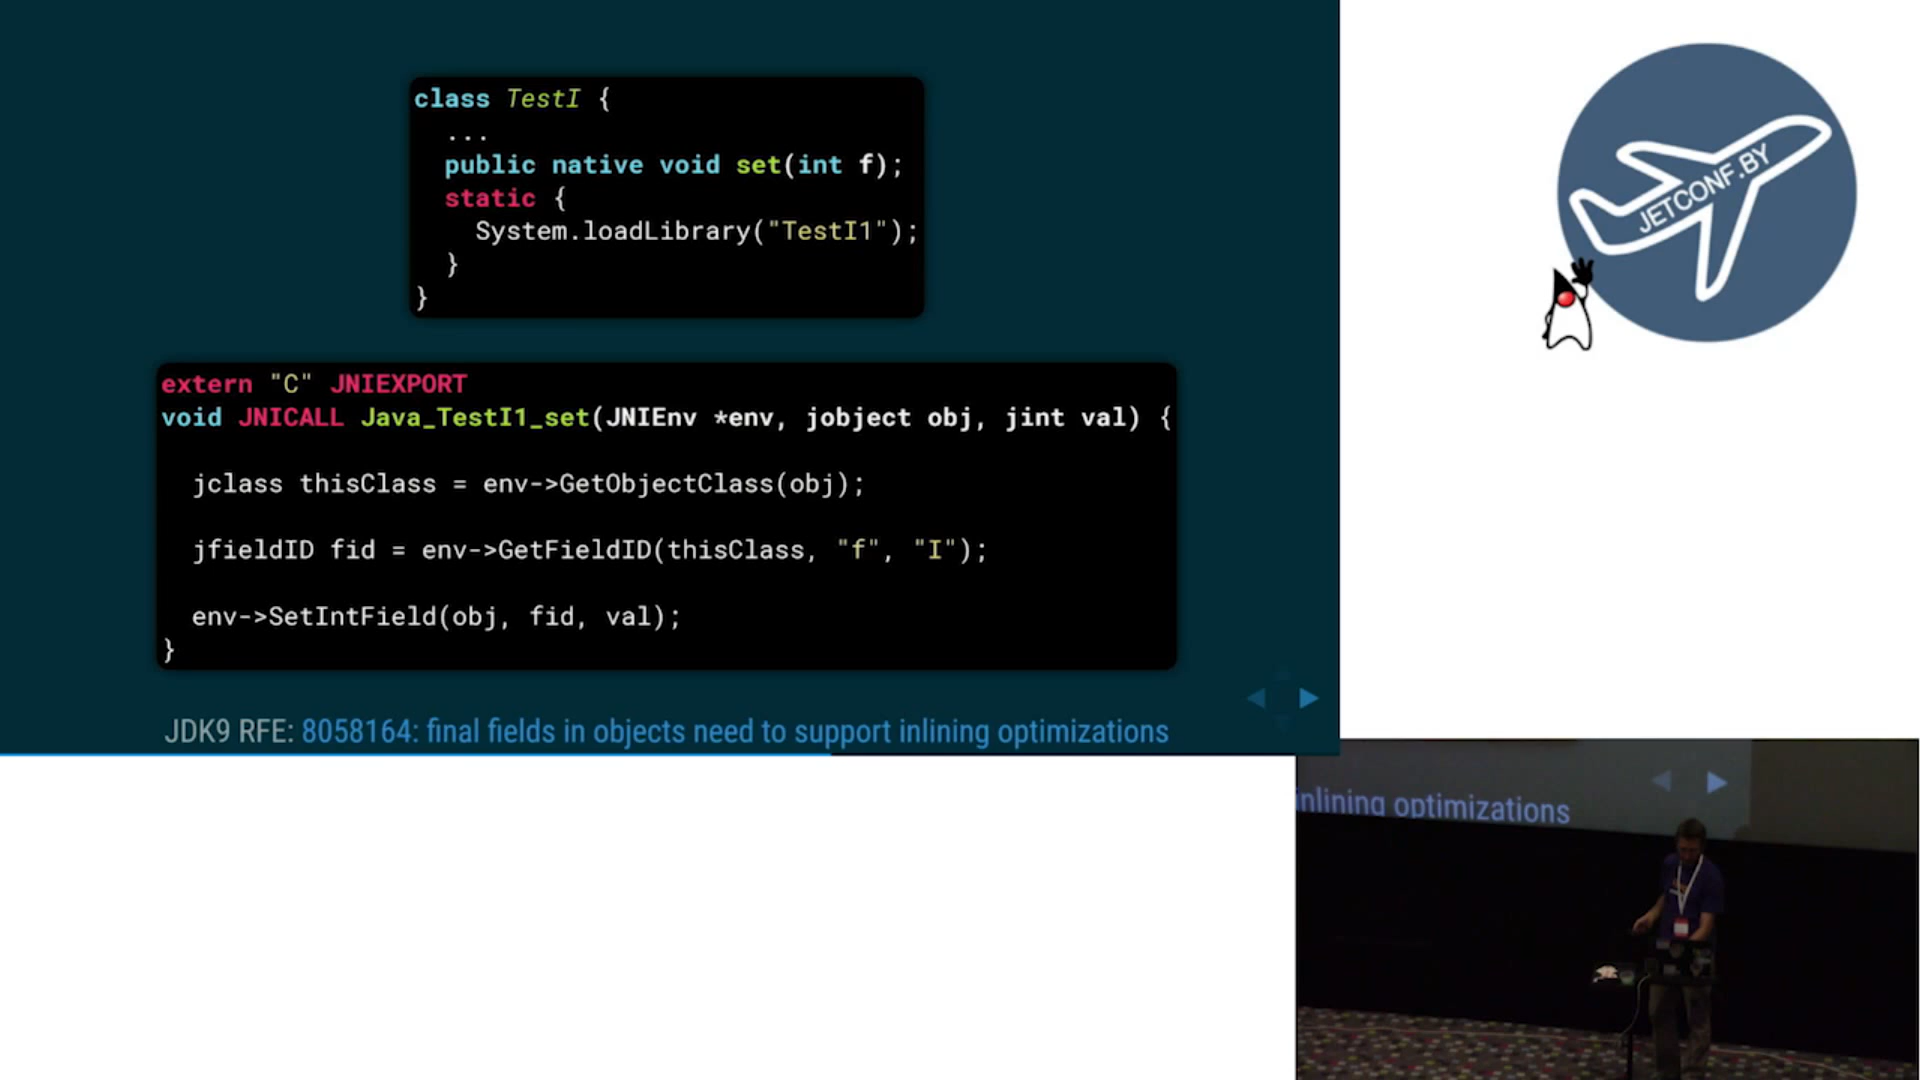 class TestI {
...
public native void set(int f);
static {
System.loadLibrary("TestI1");
}
}
extern "C" JNIEXPORT
void JNICALL Java_TestI1_set(JNIEnv *env, jobject obj, jint val) {
jclass thisClass = env->GetObjectClass(obj);
jfieldID fid = env->GetFieldID(thisClass, "f", "I");
env->SetIntField(obj, fid, val);
}
JDK9 RFE: 8058164: final fields in objects need to support inlining optimizations
JETCONF.BY
inlining optimizations